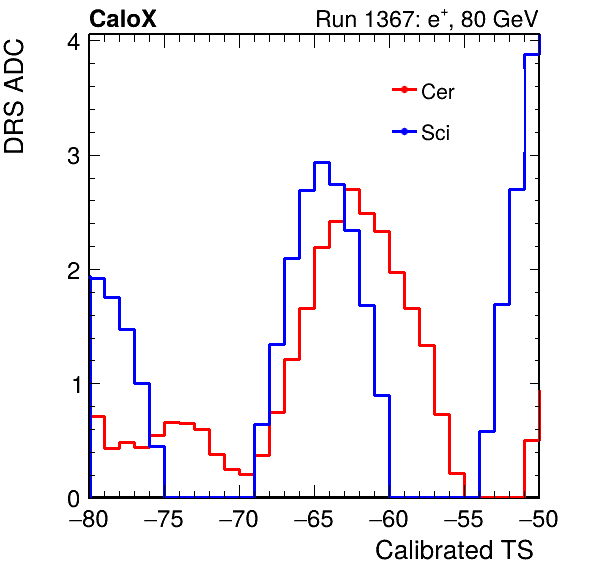 CaloX Run 1367: e⁺, 80 GeV
DRS ADC
4
3
2
1
0
Cer
Sci
−80 −75 −70 −65 −60 −55 −50
Calibrated TS